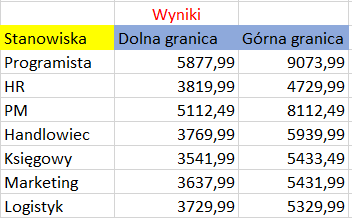 Wyniki
Stanowiska Dolna granica Górna granica
Programista 5877,99 9073,99
HR 3819,99 4729,99
PM 5112,49 8112,49
Handlowiec 3769,99 5939,99
Księgowy 3541,99 5433,49
Marketing 3637,99 5431,99
Logistyk 3729,99 5329,99